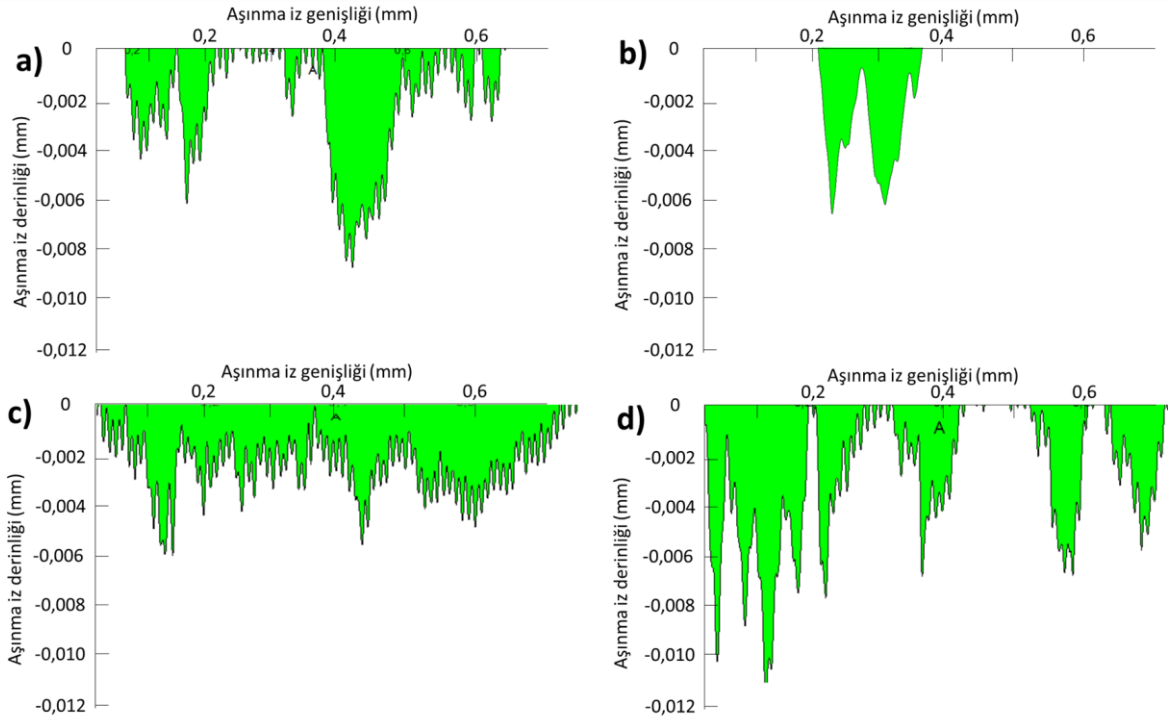 Aşınma iz genişliği (mm)
a)
0 0,2 0,4 0,6
A
-0,002
-0,004
-0,006
-0,008
-0,010
-0,012
Aşınma iz derinliği (mm)
Aşınma iz genişliği (mm)
b)
0 0,2 0,4 0,6
-0,002
-0,004
-0,006
-0,008
-0,010
-0,012
Aşınma iz derinliği (mm)
Aşınma iz genişliği (mm)
c)
0 0,2 0,4 0,6
A
-0,002
-0,004
-0,006
-0,008
-0,010
-0,012
Aşınma iz derinliği (mm)
Aşınma iz genişliği (mm)
d)
0 0,2 0,4 0,6
A
-0,002
-0,004
-0,006
-0,008
-0,010
-0,012
Aşınma iz derinliği (mm)